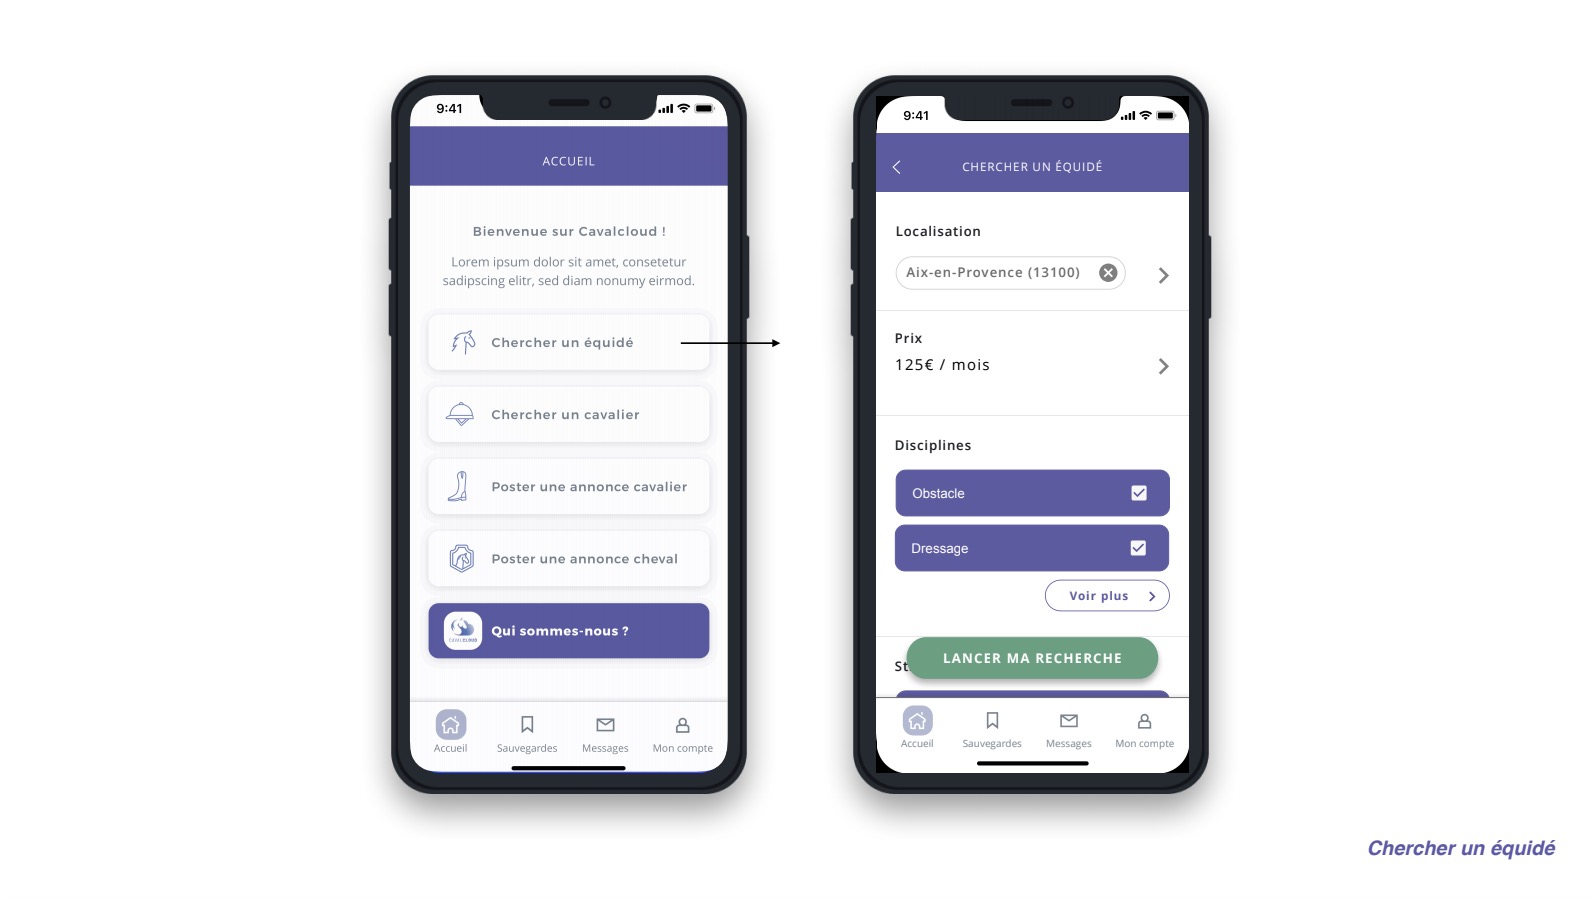 9:41
ACCUEIL
Bienvenue sur Cavalcloud !
Lorem ipsum dolor sit amet, consetetur
sadipscing elitr, sed diam nonumy eirmod.
Chercher un équidé
Chercher un cavalier
Poster une annonce cavalier
Poster une annonce cheval
Qui sommes-nous ?
Accueil
Sauvegardes
Messages
Mon compte
9:41
CHERCHER UN ÉQUIDÉ
Localisation
Aix-en-Provence (13100)
Prix
125€ / mois
Disciplines
Obstacle
Dressage
Voir plus
LANCER MA RECHERCHE
Accueil
Sauvegardes
Messages
Mon compte
Chercher un équidé